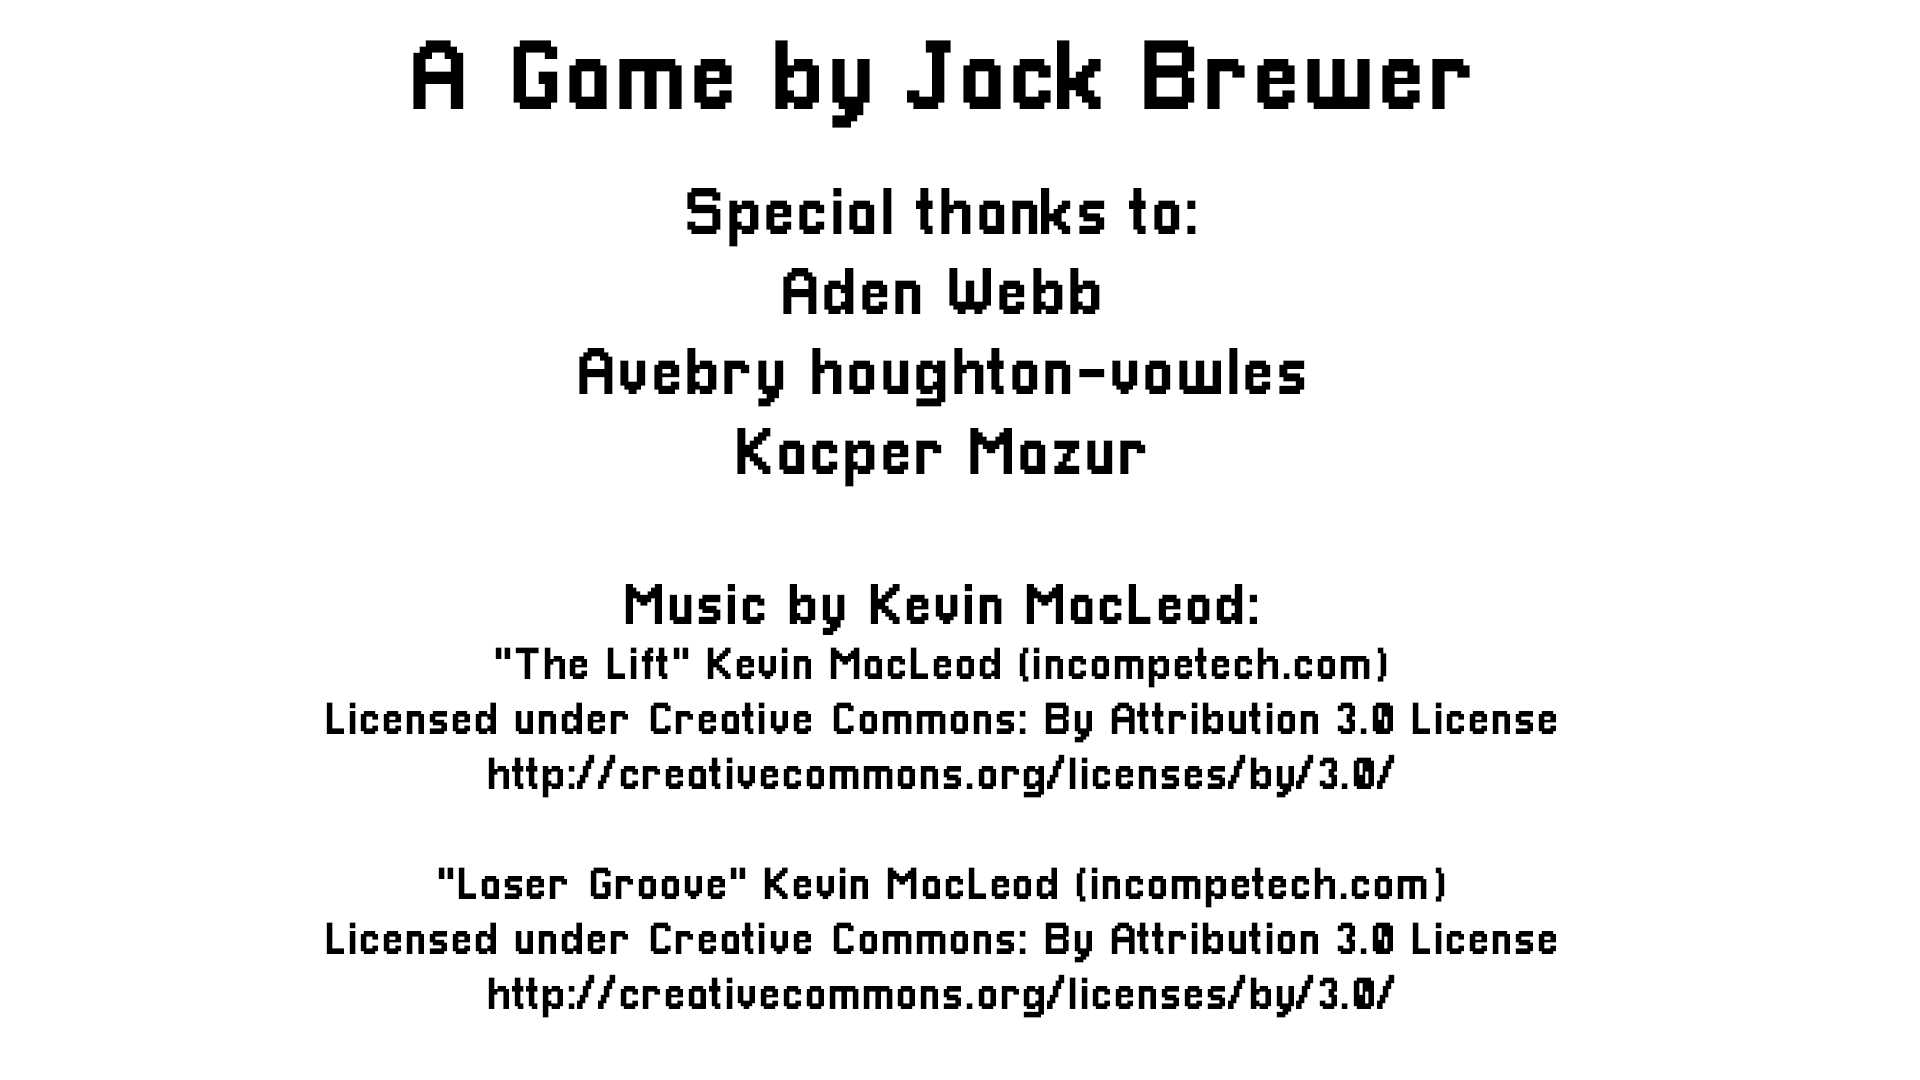 A Game by Jack Brewer
Special thanks to:
Aden Webb
Avebry houghton-vowles
Kacper Mazur
Music by Kevin MacLeod:
"The Lift" Kevin MacLeod (incompetech.com)
Licensed under Creative Commons: By Attribution 3.0 License
http://creativecommons.org/licenses/by/3.0/
"Laser Groove" Kevin MacLeod (incompetech.com)
Licensed under Creative Commons: By Attribution 3.0 License
http://creativecommons.org/licenses/by/3.0/